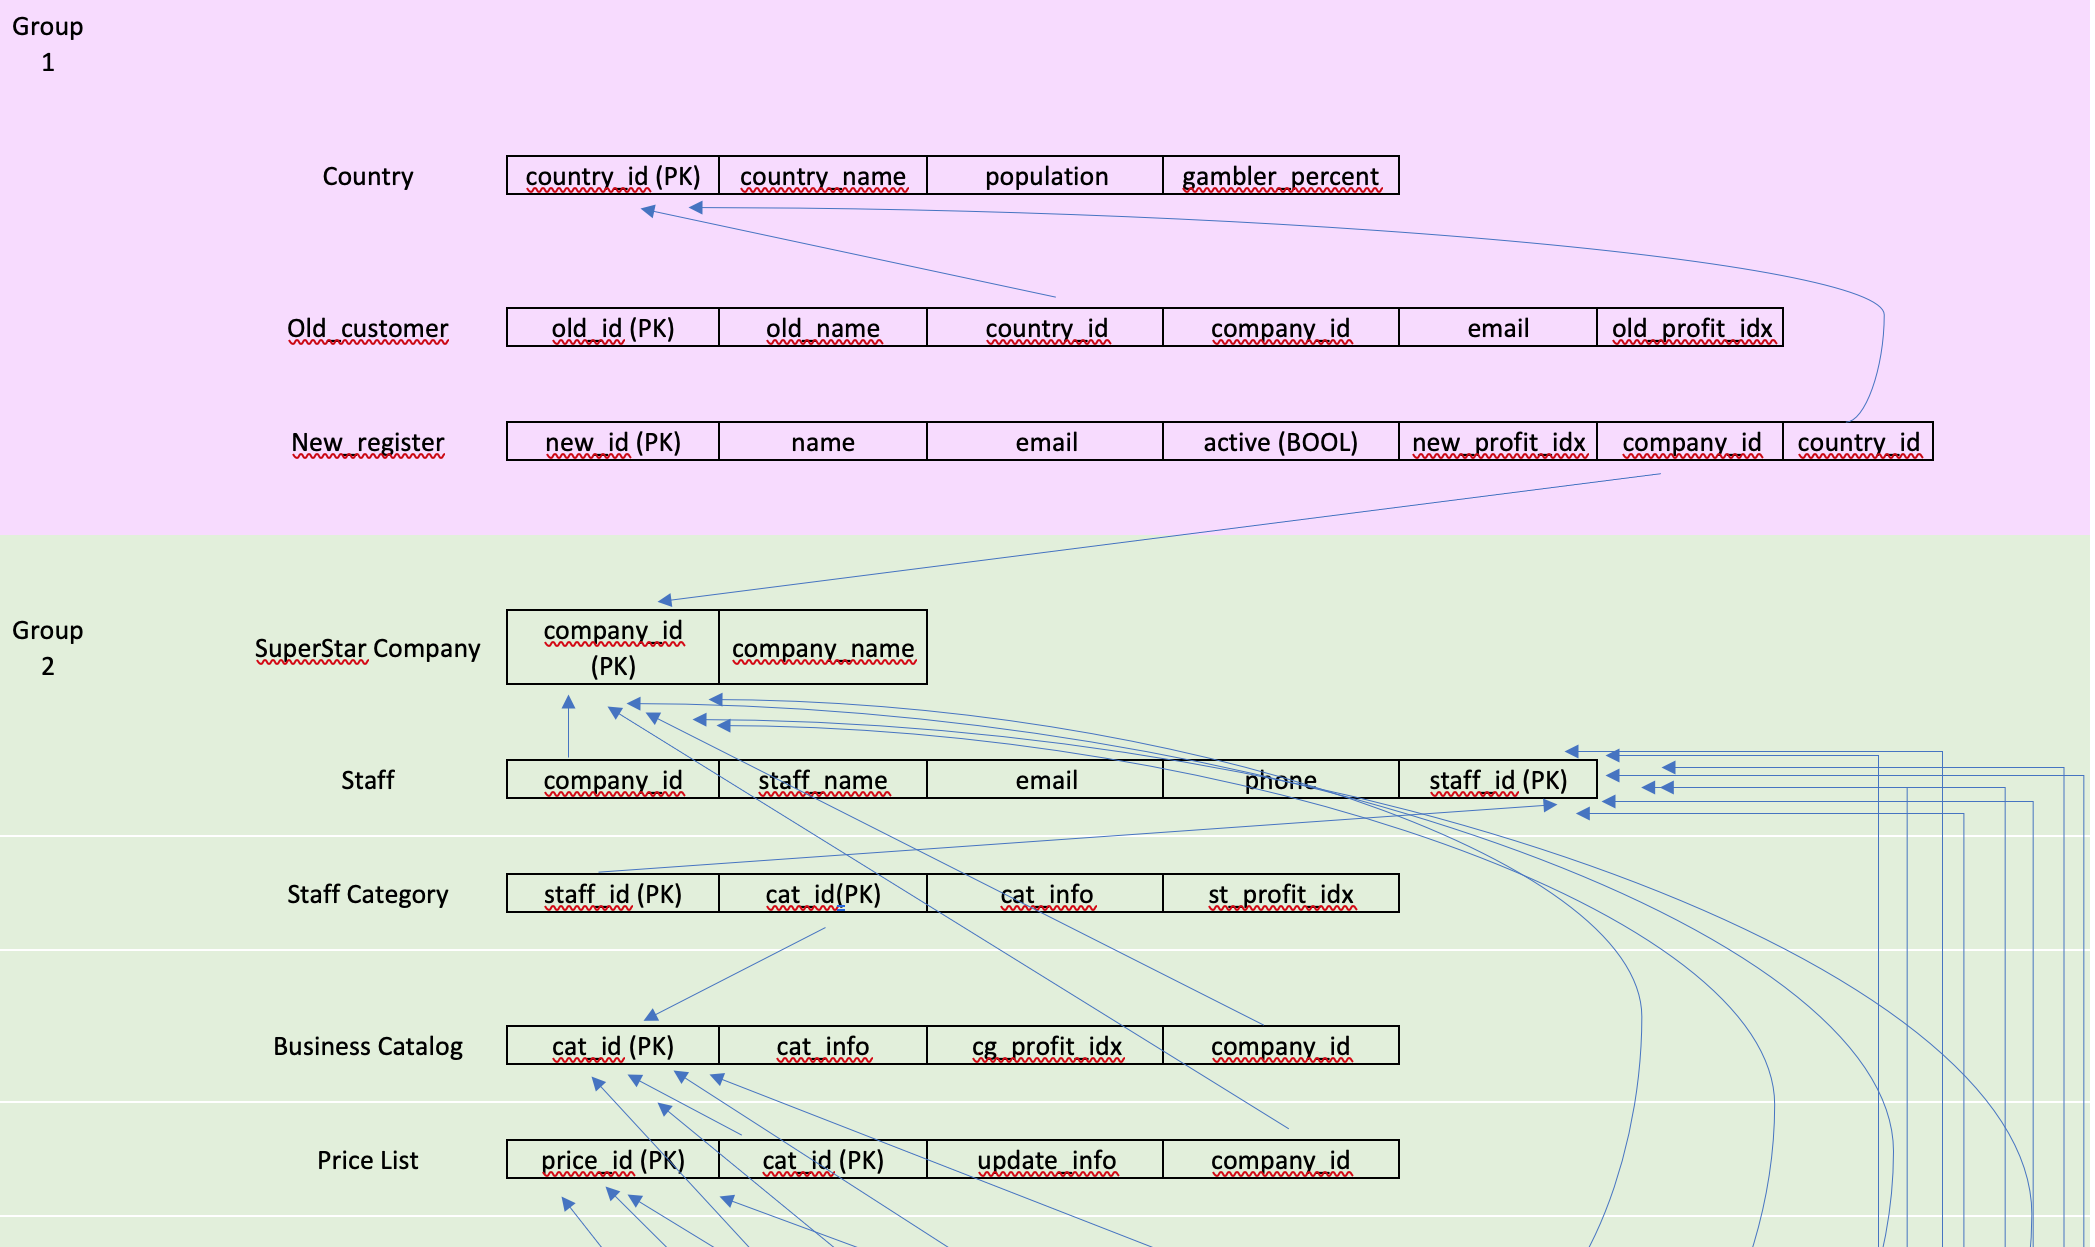 Group
1
Country
country_id (PK) country_name population gambler_percent
Old_customer
old_id (PK) old_name country_id company_id email old_profit_idx
New_register
new_id (PK) name email active (BOOL) new_profit_idx company_id country_id
Group
2
SuperStar Company
company_id
(PK)
company_name
Staff
company_id staff_name email phone staff_id (PK)
Staff Category
staff_id (PK) cat_id(PK) cat_info st_profit_idx
Business Catalog
cat_id (PK) cat_info cg_profit_idx company_id
Price List
price_id (PK) cat_id (PK) update_info company_id